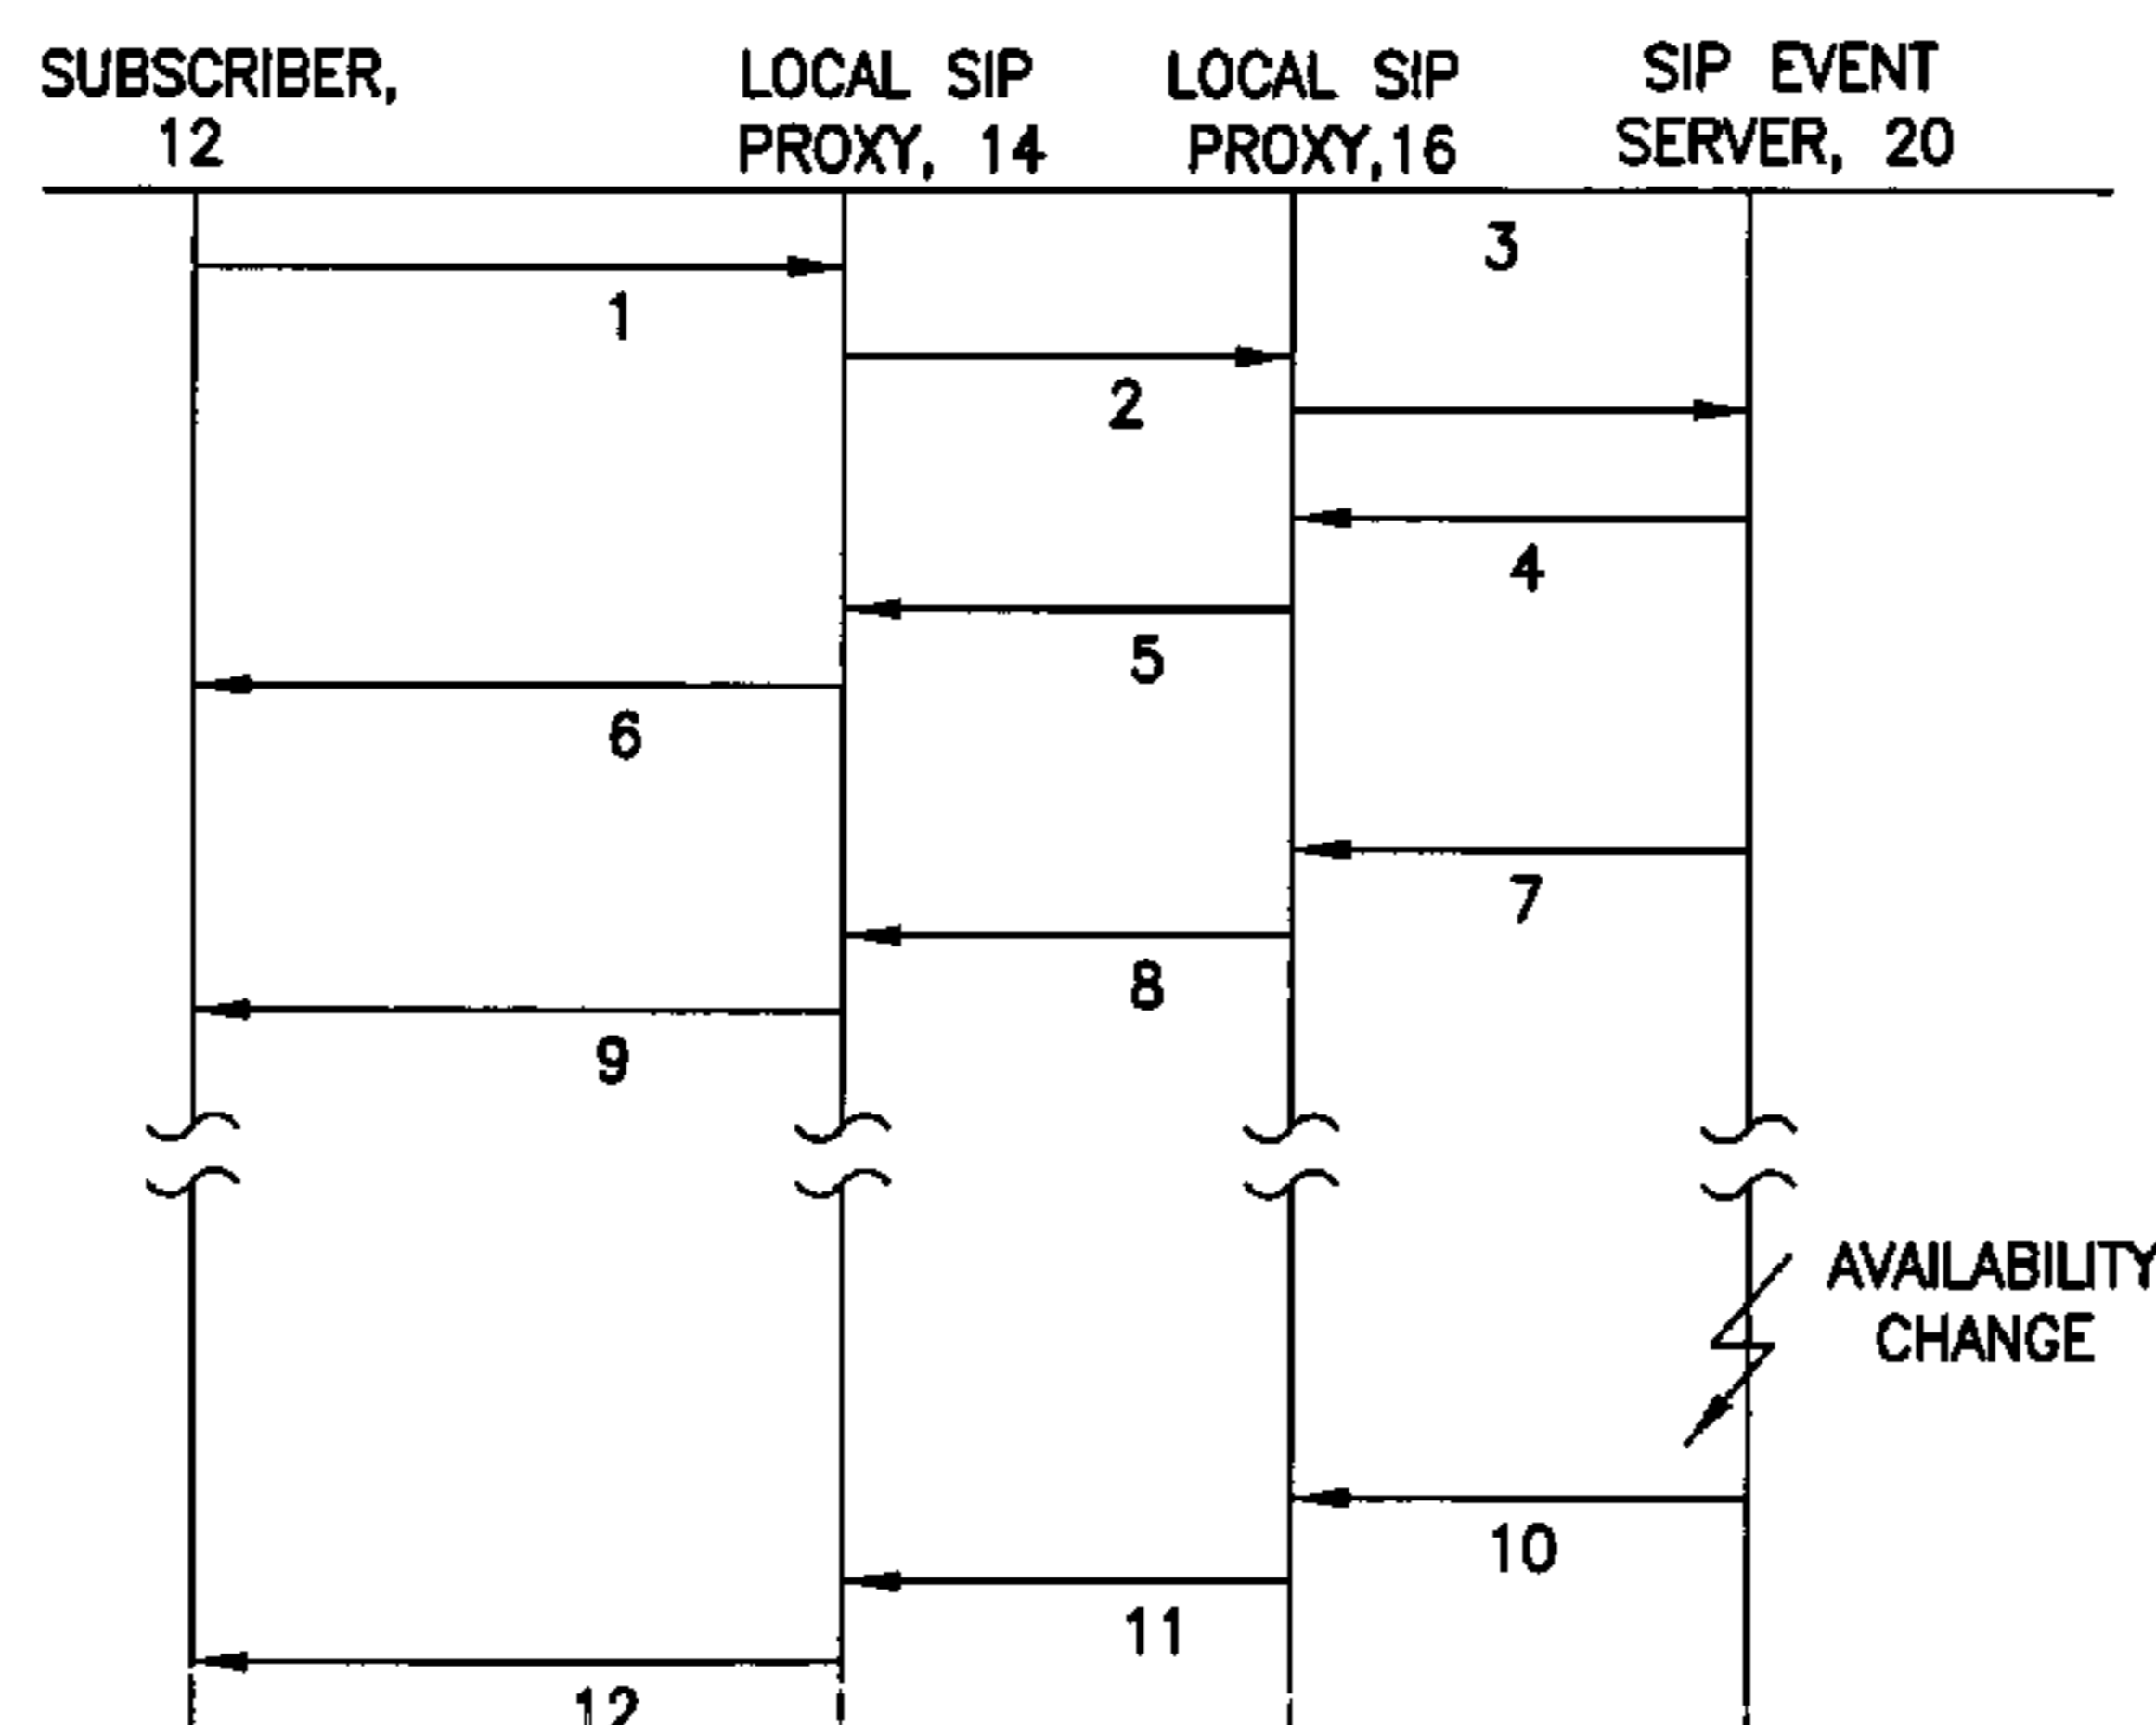 SUBSCRIBER,
12
LOCAL SIP
PROXY, 14
LOCAL SIP
PROXY,16
SIP EVENT
SERVER, 20
3
1
2
4
5
6
7
8
9
AVAILABILITY
CHANGE
10
11
12